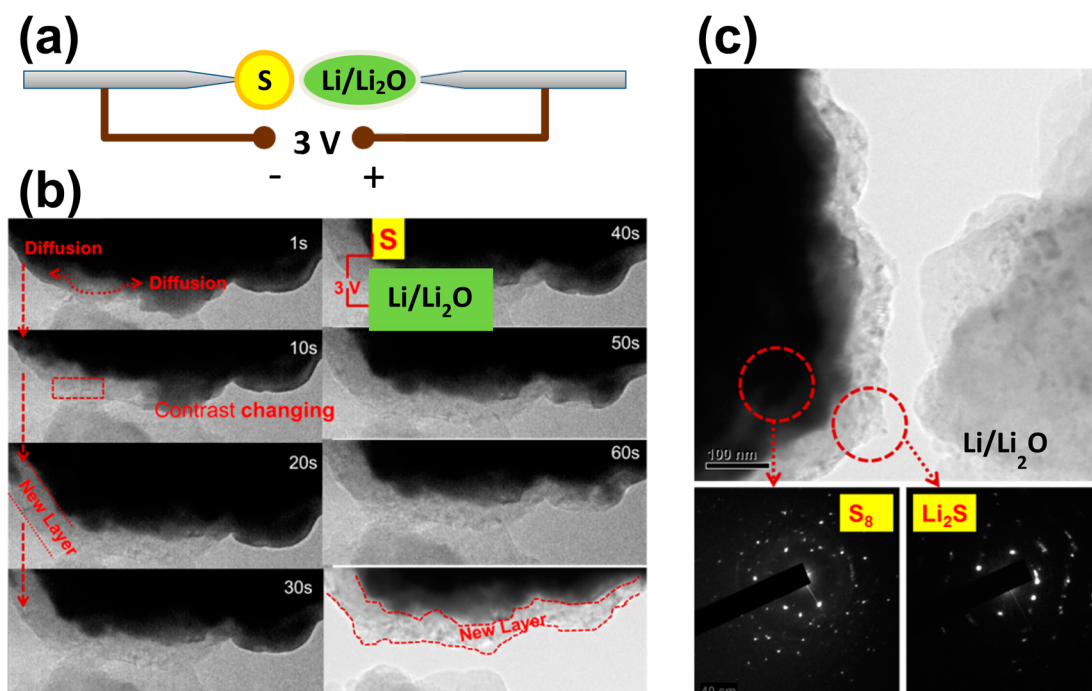 (a)
S
Li/Li₂O
3 V
- +
(b)
Diffusion
Diffusion
1s
10s
Contrast changing
20s
New Layer
30s
40s
S
3 V
Li/Li₂O
50s
60s
New Layer
(c)
100 nm
Li/Li₂O
S₈
Li₂S